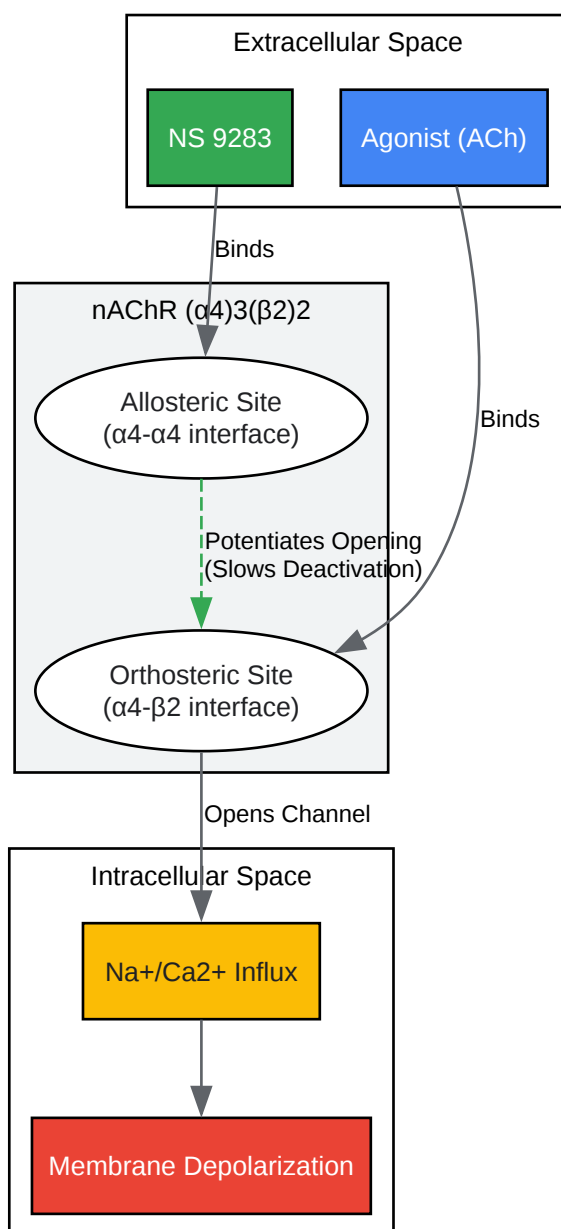 Extracellular Space
NS 9283
Agonist (ACh)
Binds
nAChR (α4)3(β2)2
Allosteric Site
(α4-α4 interface)
Binds
Potentiates Opening
(Slows Deactivation)
Orthosteric Site
(α4-β2 interface)
Opens Channel
Intracellular Space
Na+/Ca2+ Influx
Membrane Depolarization